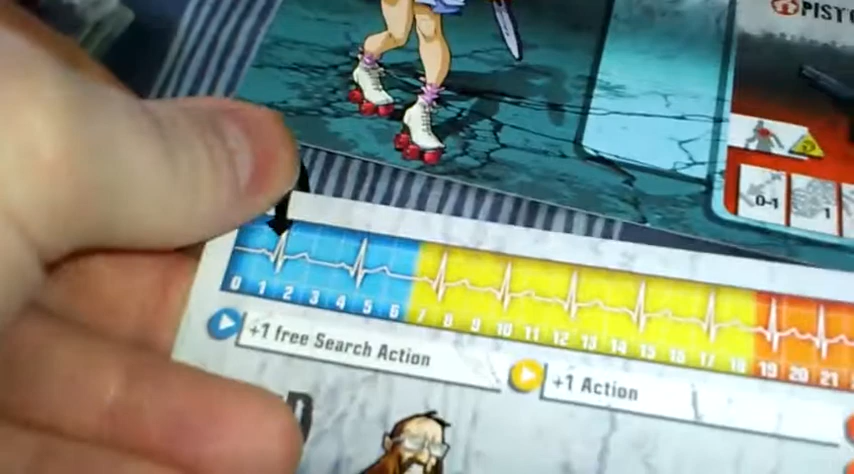 PISTO
0-1
1
0 1 2 3 4 5 6 7 8 9 10 11 12 13 14 15 16 17 18 19 20 21
+1 free Search Action
+1 Action